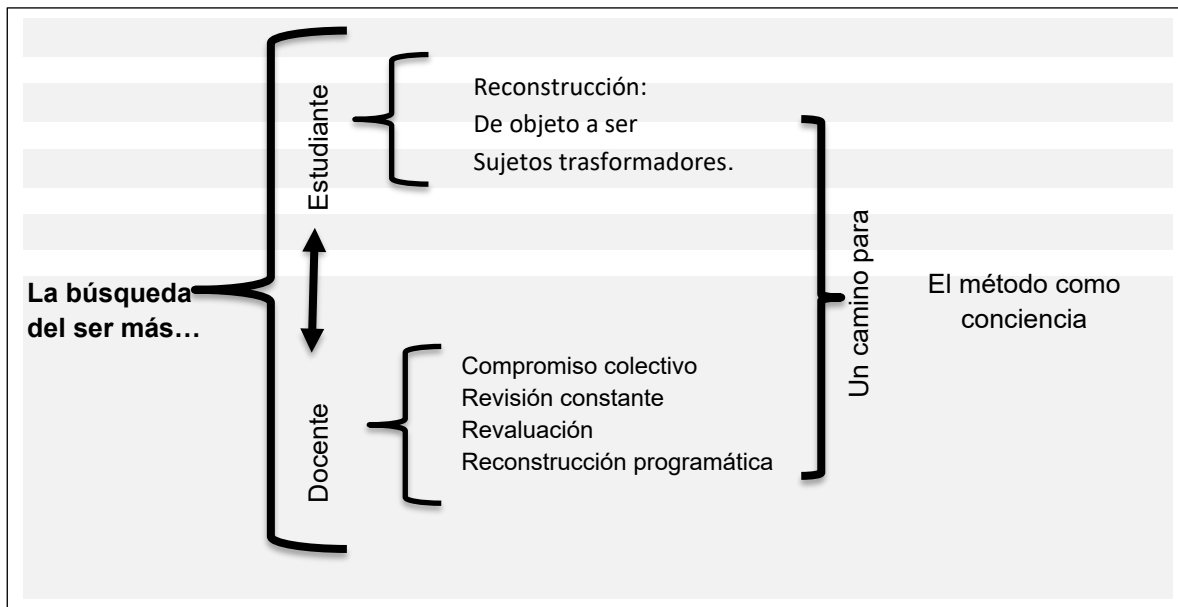 La búsqueda
del ser más…
Estudiante
Reconstrucción:
De objeto a ser
Sujetos trasformadores.
Docente
Compromiso colectivo
Revisión constante
Revaluación
Reconstrucción programática
Un camino para
El método como
conciencia